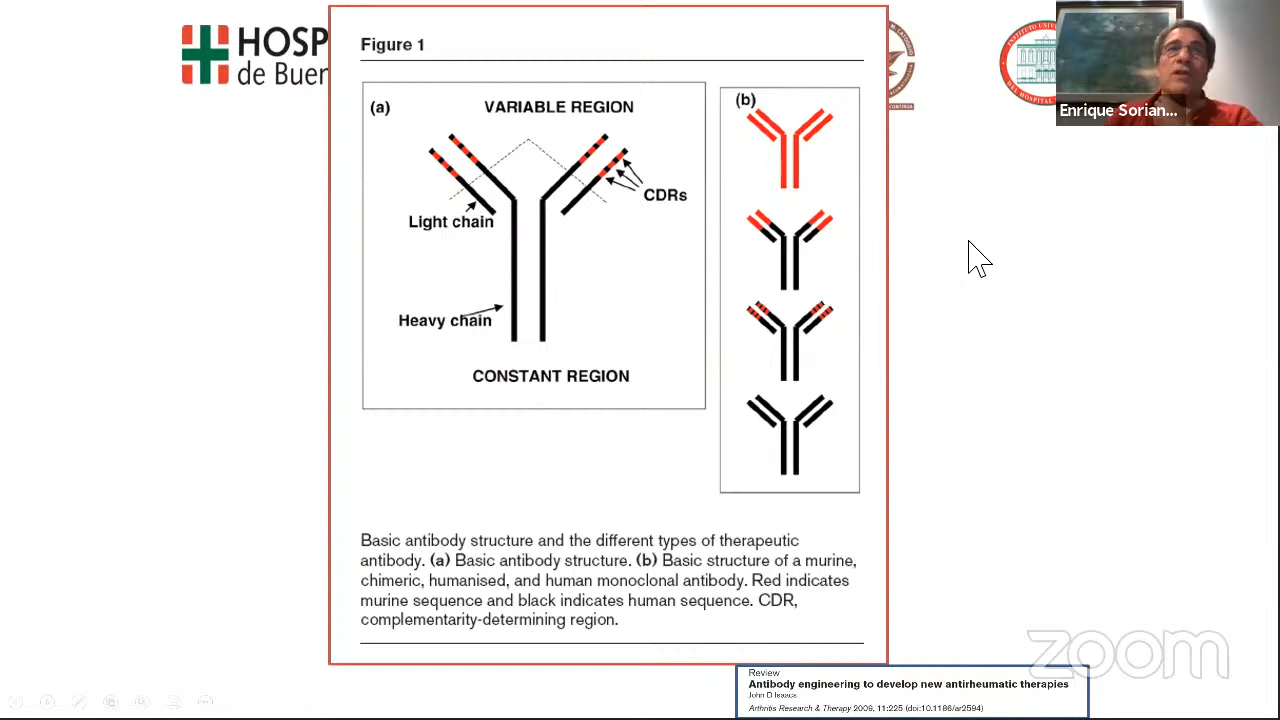 HOSP
de Buer
Figure 1
(a)
VARIABLE REGION
CDRs
Light chain
Heavy chain
CONSTANT REGION
(b)
Basic antibody structure and the different types of therapeutic
antibody. (a) Basic antibody structure. (b) Basic structure of a murine,
chimeric, humanised, and human monoclonal antibody. Red indicates
murine sequence and black indicates human sequence. CDR,
complementarity-determining region.
Enrique Sorian...
zoom
Review
Antibody engineering to develop new antirheumatic therapies
John D Isaacs
Arthritis Research & Therapy 2009, 11:225 (doi:10.1186/ar2594)